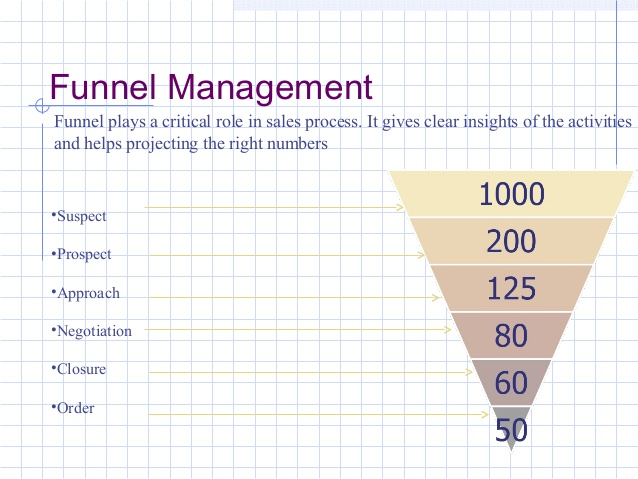 Funnel Management
Funnel plays a critical role in sales process. It gives clear insights of the activities
and helps projecting the right numbers
•Suspect
1000
•Prospect
200
•Approach
125
•Negotiation
80
•Closure
60
•Order
50